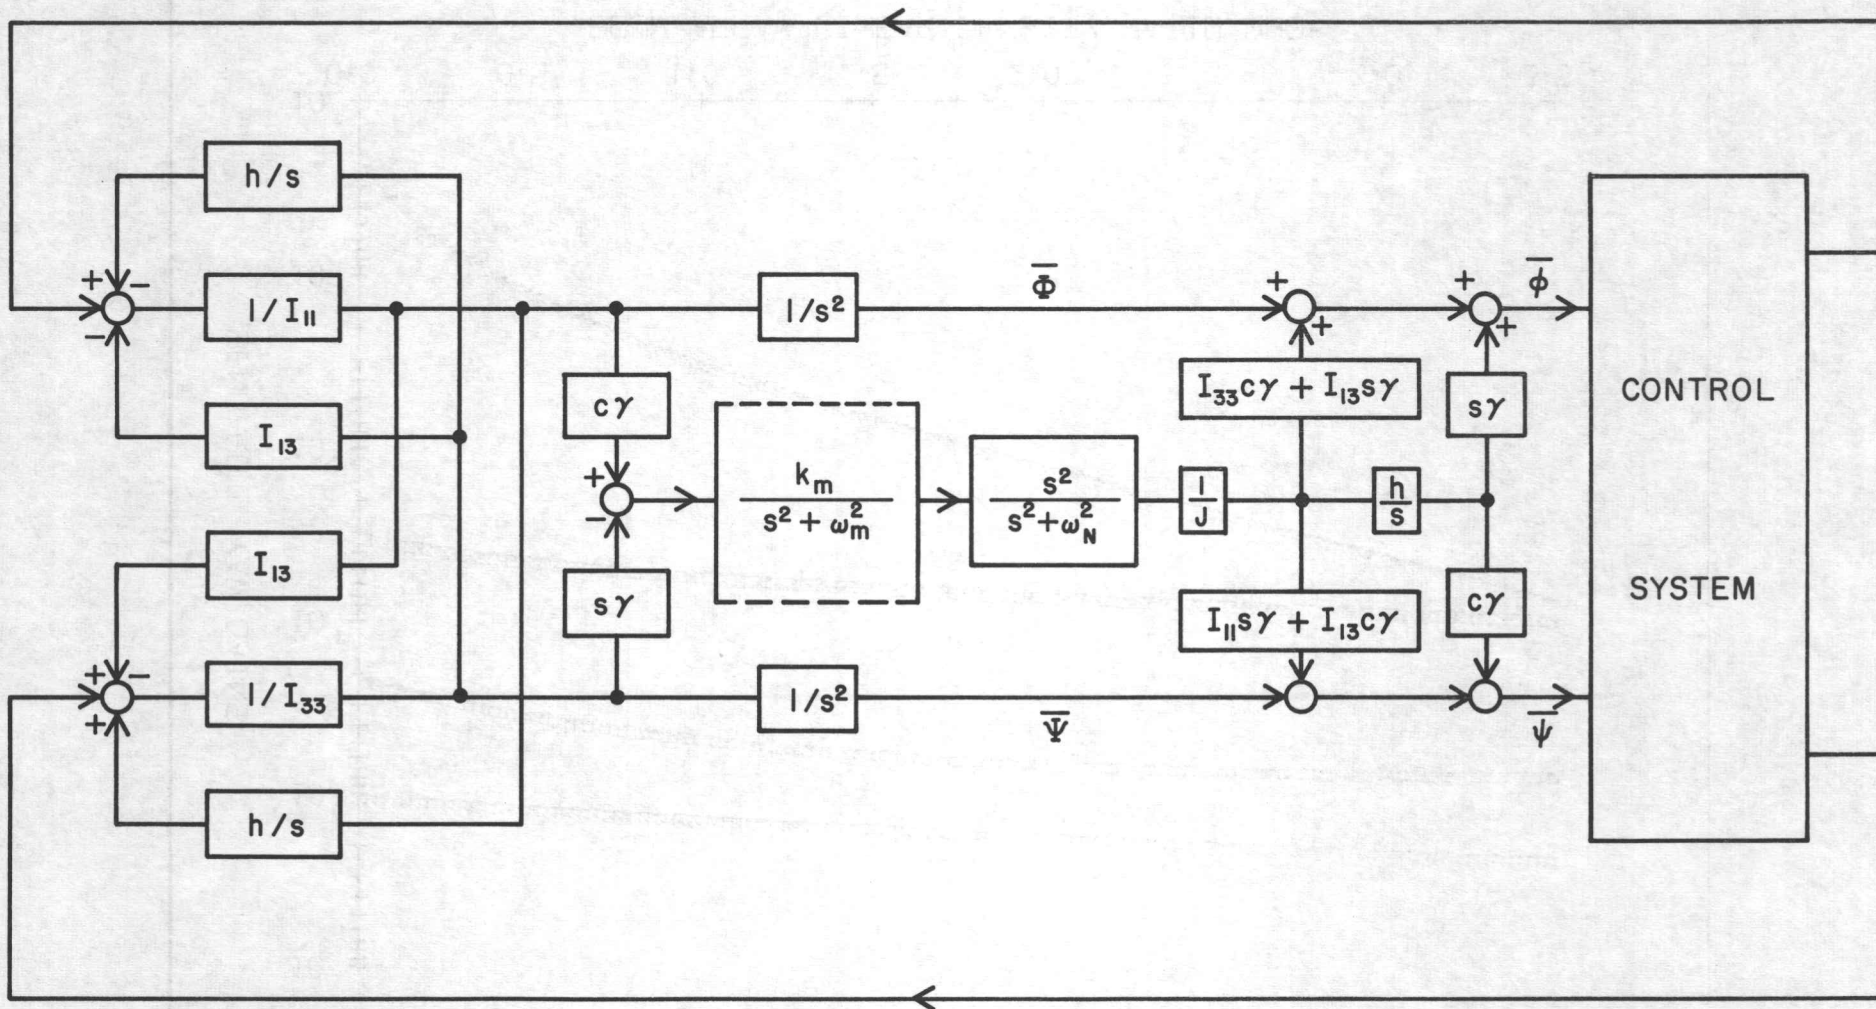 h/s
+
−
1/I₁₁
−
I₁₃
I₁₃
+
−
1/I₃₃
+
h/s
cγ
+
−
sγ
kₘ
s² + ωₘ²
s²
s² + ω_N²
1/s²
Φ̅
1/s²
Ψ̅
1
J
+
+
I₃₃cγ + I₁₃sγ
I₁₁sγ + I₁₃cγ
h
s
+
+
sγ
cγ
ϕ̅
ψ̅
CONTROL
SYSTEM